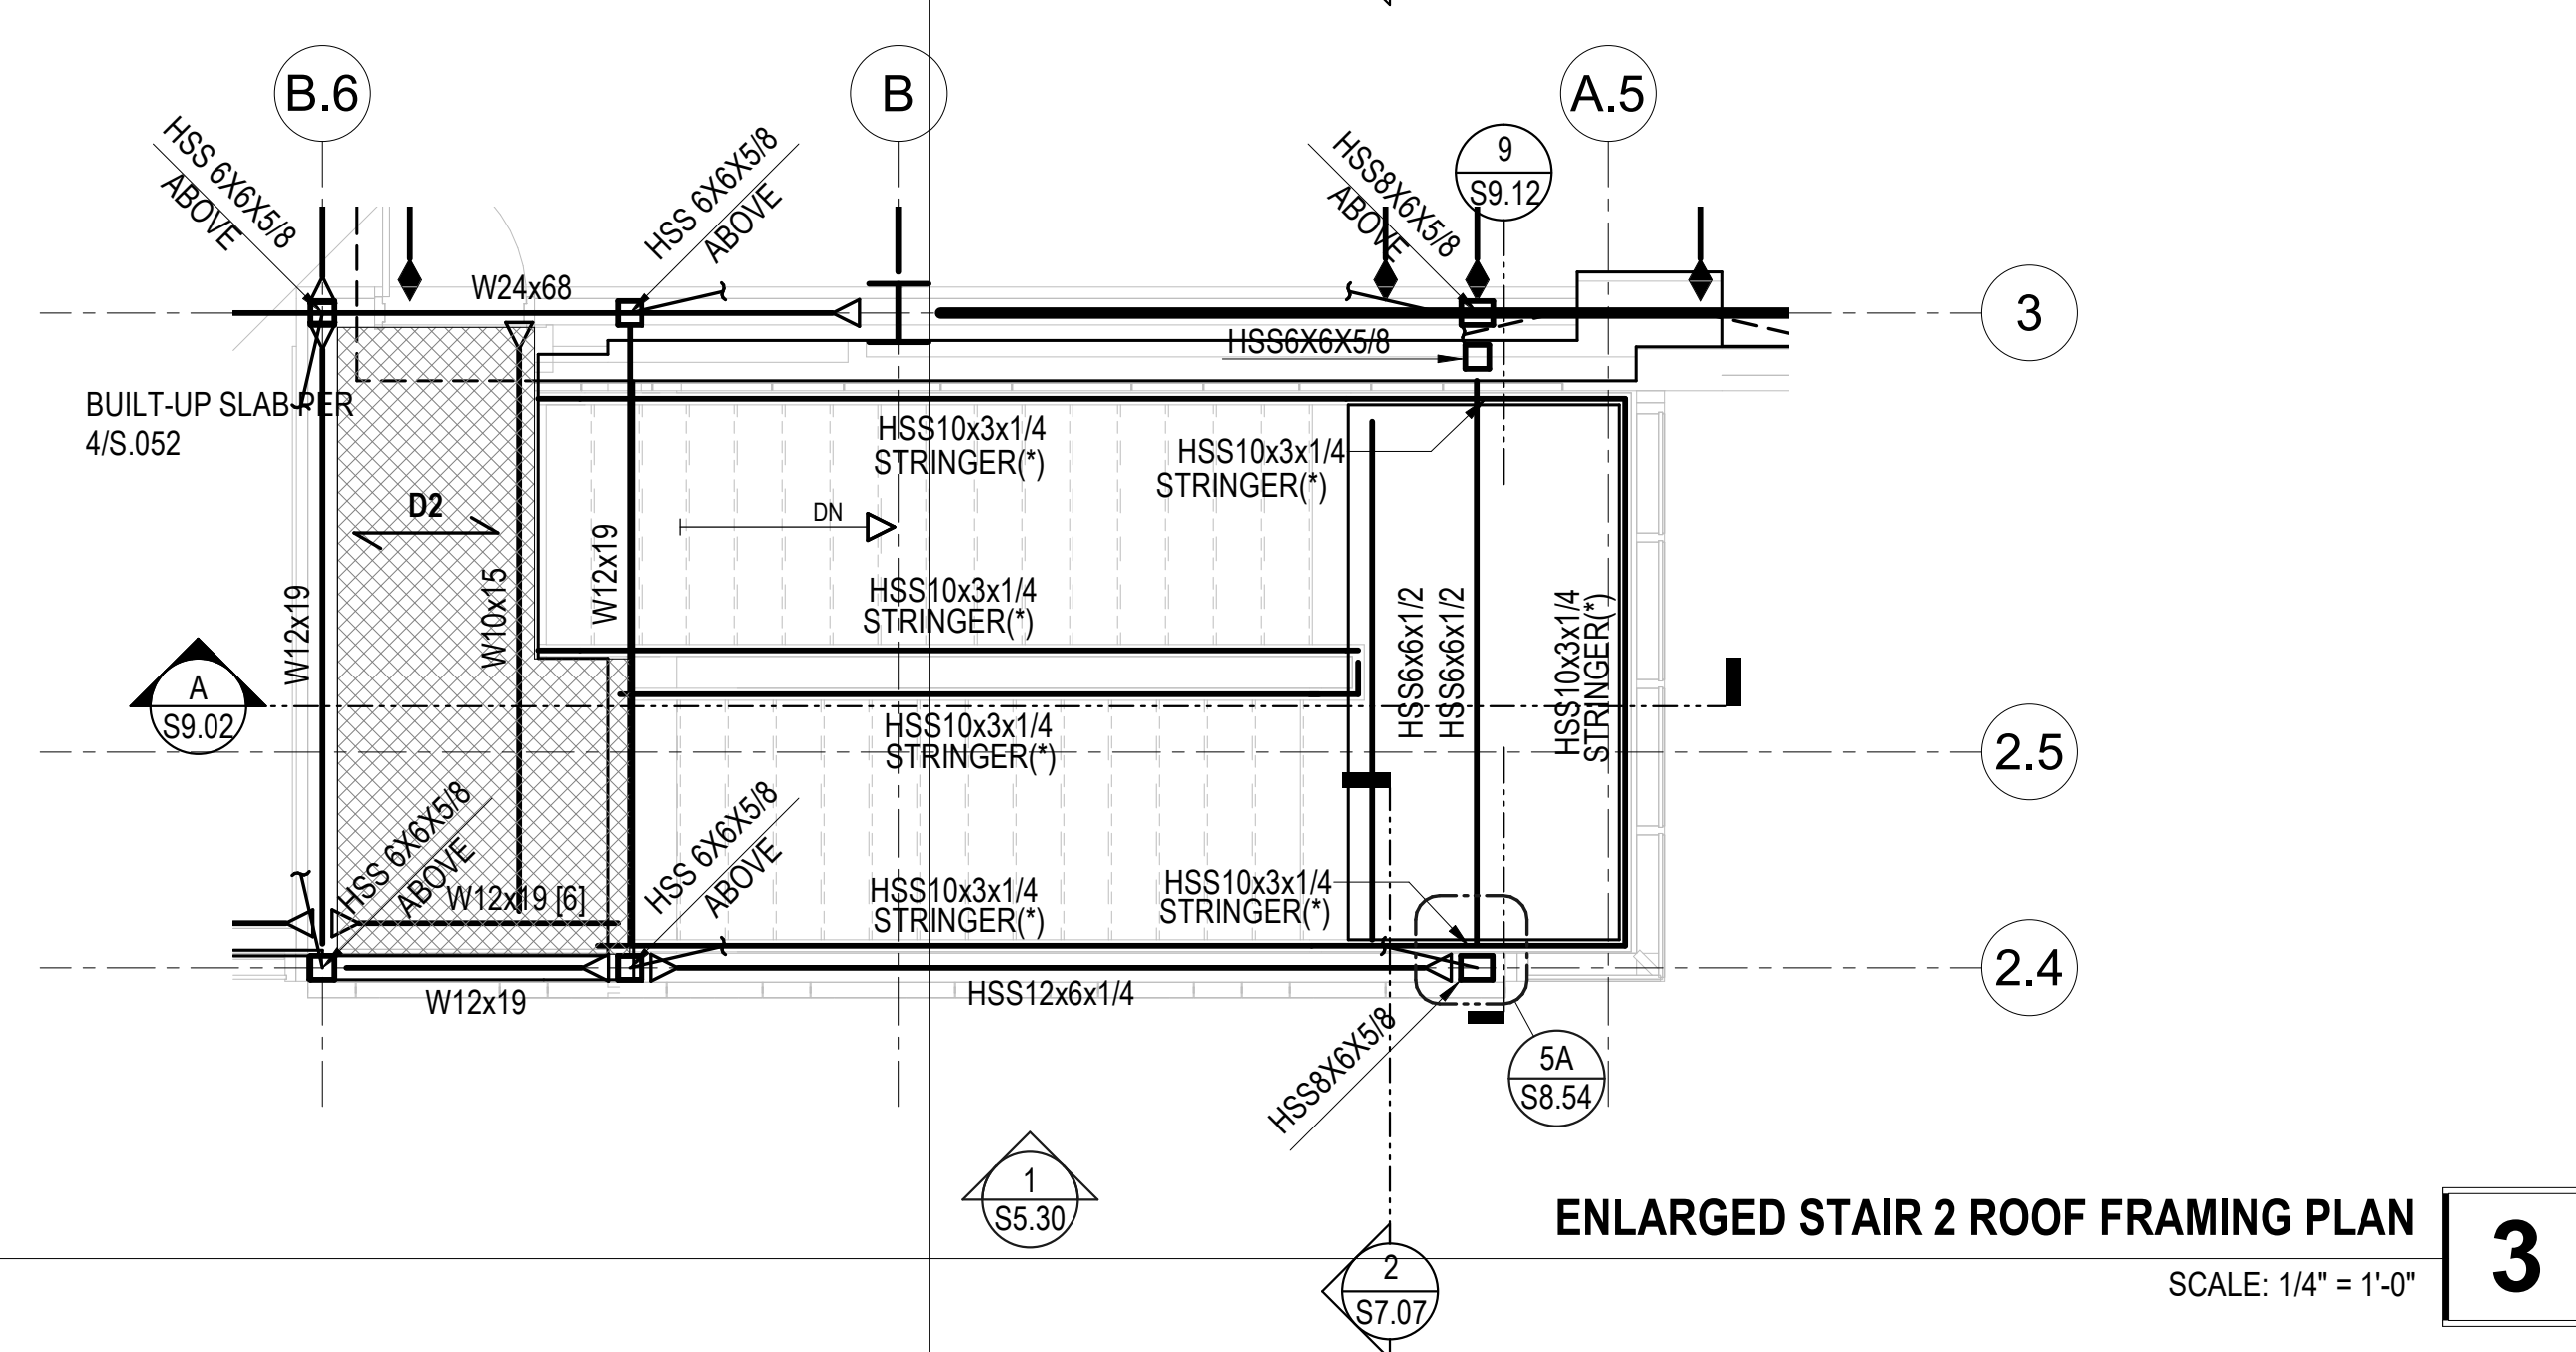 B.6
B
A.5
HSS 6X6X5/8
ABOVE
HSS 6X6X5/8
ABOVE
HSS8X6X5/8
ABOVE
9
S9.12
W24x68
3
HSS6X6X5/8
BUILT-UP SLAB PER
4/S.052
HSS10x3x1/4
STRINGER(*)
HSS10x3x1/4
STRINGER(*)
D2
DN
W12x19
W10x15
W12x19
HSS10x3x1/4
STRINGER(*)
HSS6x6x1/2
HSS6x6x1/2
HSS10x3x1/4
STRINGER(*)
A
S9.02
HSS10x3x1/4
STRINGER(*)
2.5
HSS 6X6X5/8
ABOVE
HSS 6X6X5/8
ABOVE
W12x19 [6]
HSS10x3x1/4
STRINGER(*)
HSS10x3x1/4
STRINGER(*)
2.4
W12x19
HSS12x6x1/4
HSS8X6X5/8
5A
S8.54
1
S5.30
2
S7.07
ENLARGED STAIR 2 ROOF FRAMING PLAN
SCALE: 1/4" = 1'-0"
3